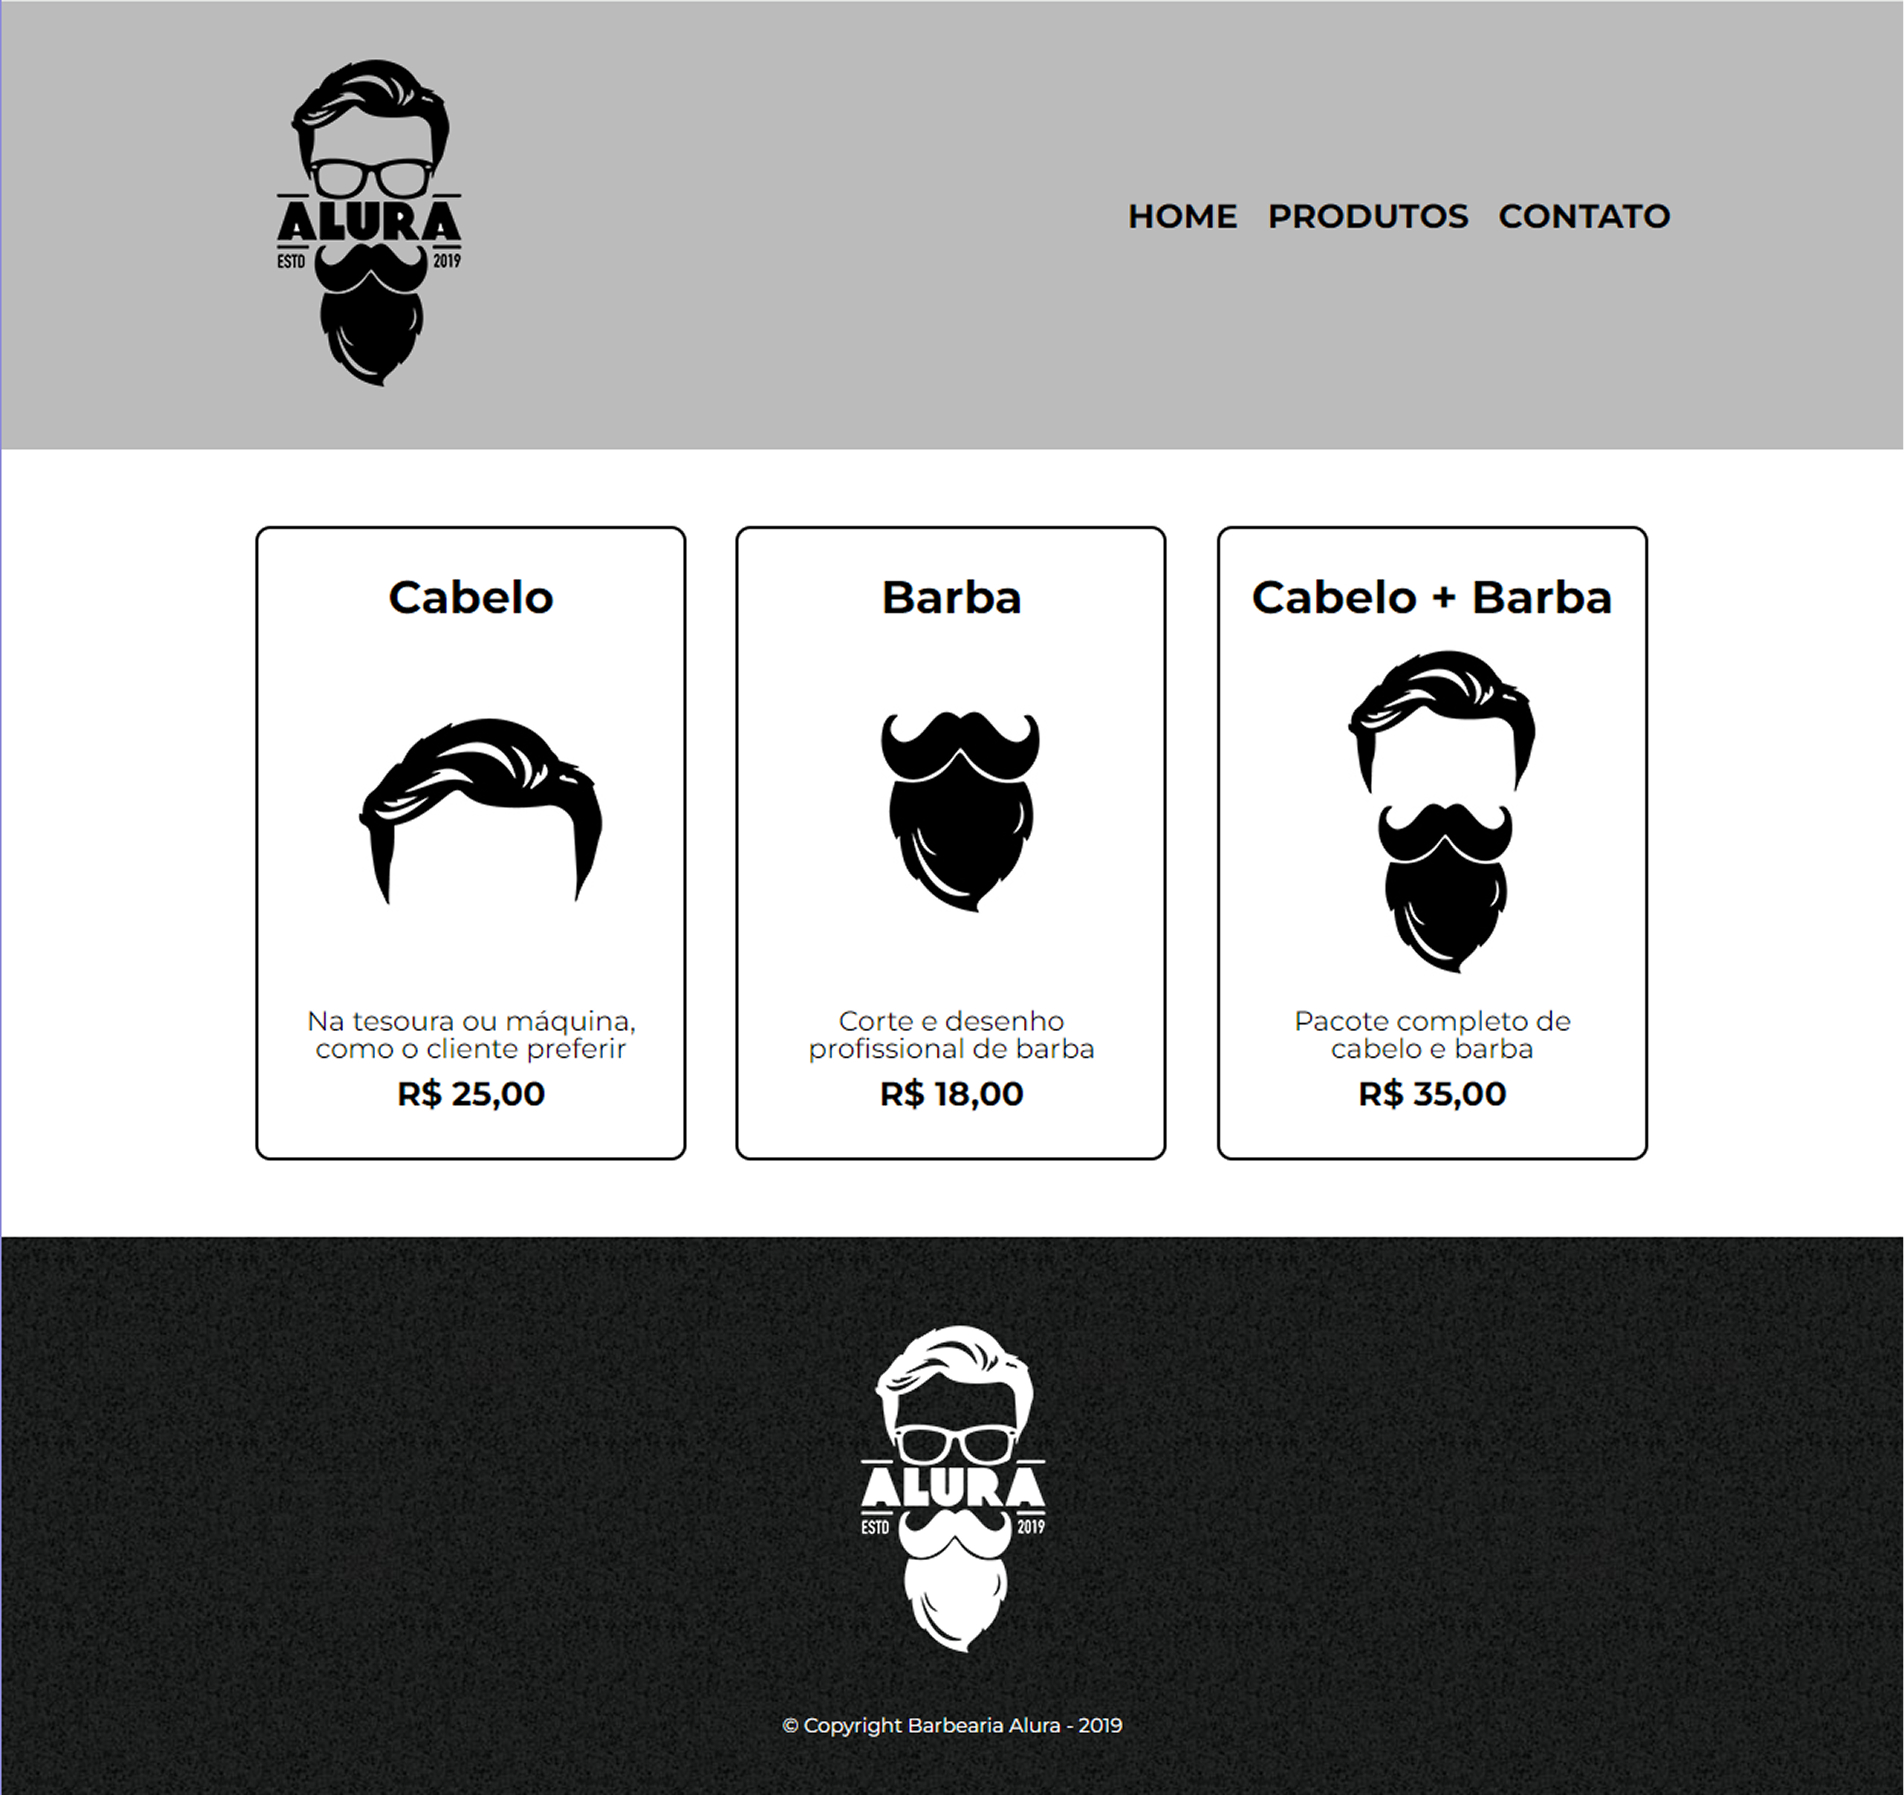 ALURA
ESTD 2019
HOME PRODUTOS CONTATO
Cabelo
Na tesoura ou máquina,
como o cliente preferir
R$ 25,00
Barba
Corte e desenho
profissional de barba
R$ 18,00
Cabelo + Barba
Pacote completo de
cabelo e barba
R$ 35,00
ALURA
ESTD 2019
© Copyright Barbearia Alura - 2019